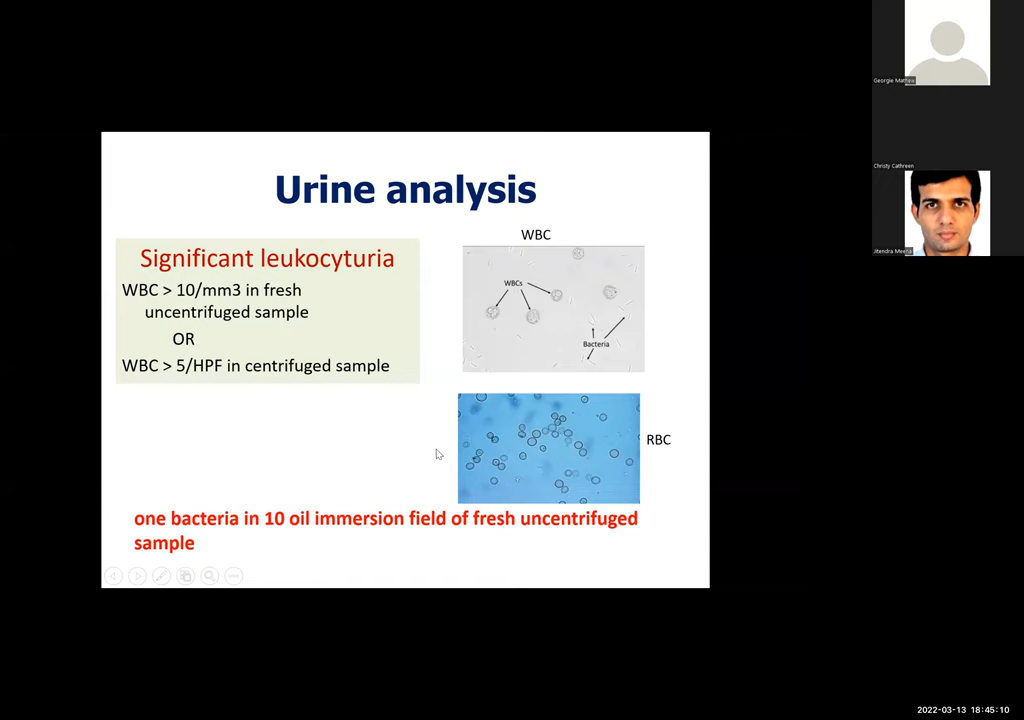 Georgie Mathew
Christy Cathreen
Jitendra Meena
Urine analysis
Significant leukocyturia
WBC > 10/mm3 in fresh
uncentrifuged sample
OR
WBC > 5/HPF in centrifuged sample
WBC
WBCs
Bacteria
RBC
one bacteria in 10 oil immersion field of fresh uncentrifuged
sample
2022-03-13 18:45:10